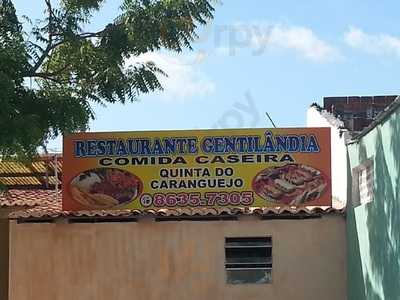 RESTAURANTE GENTILÂNDIA
COMIDA CASEIRA
QUINTA DO
CARANGUEJO
8635.7305